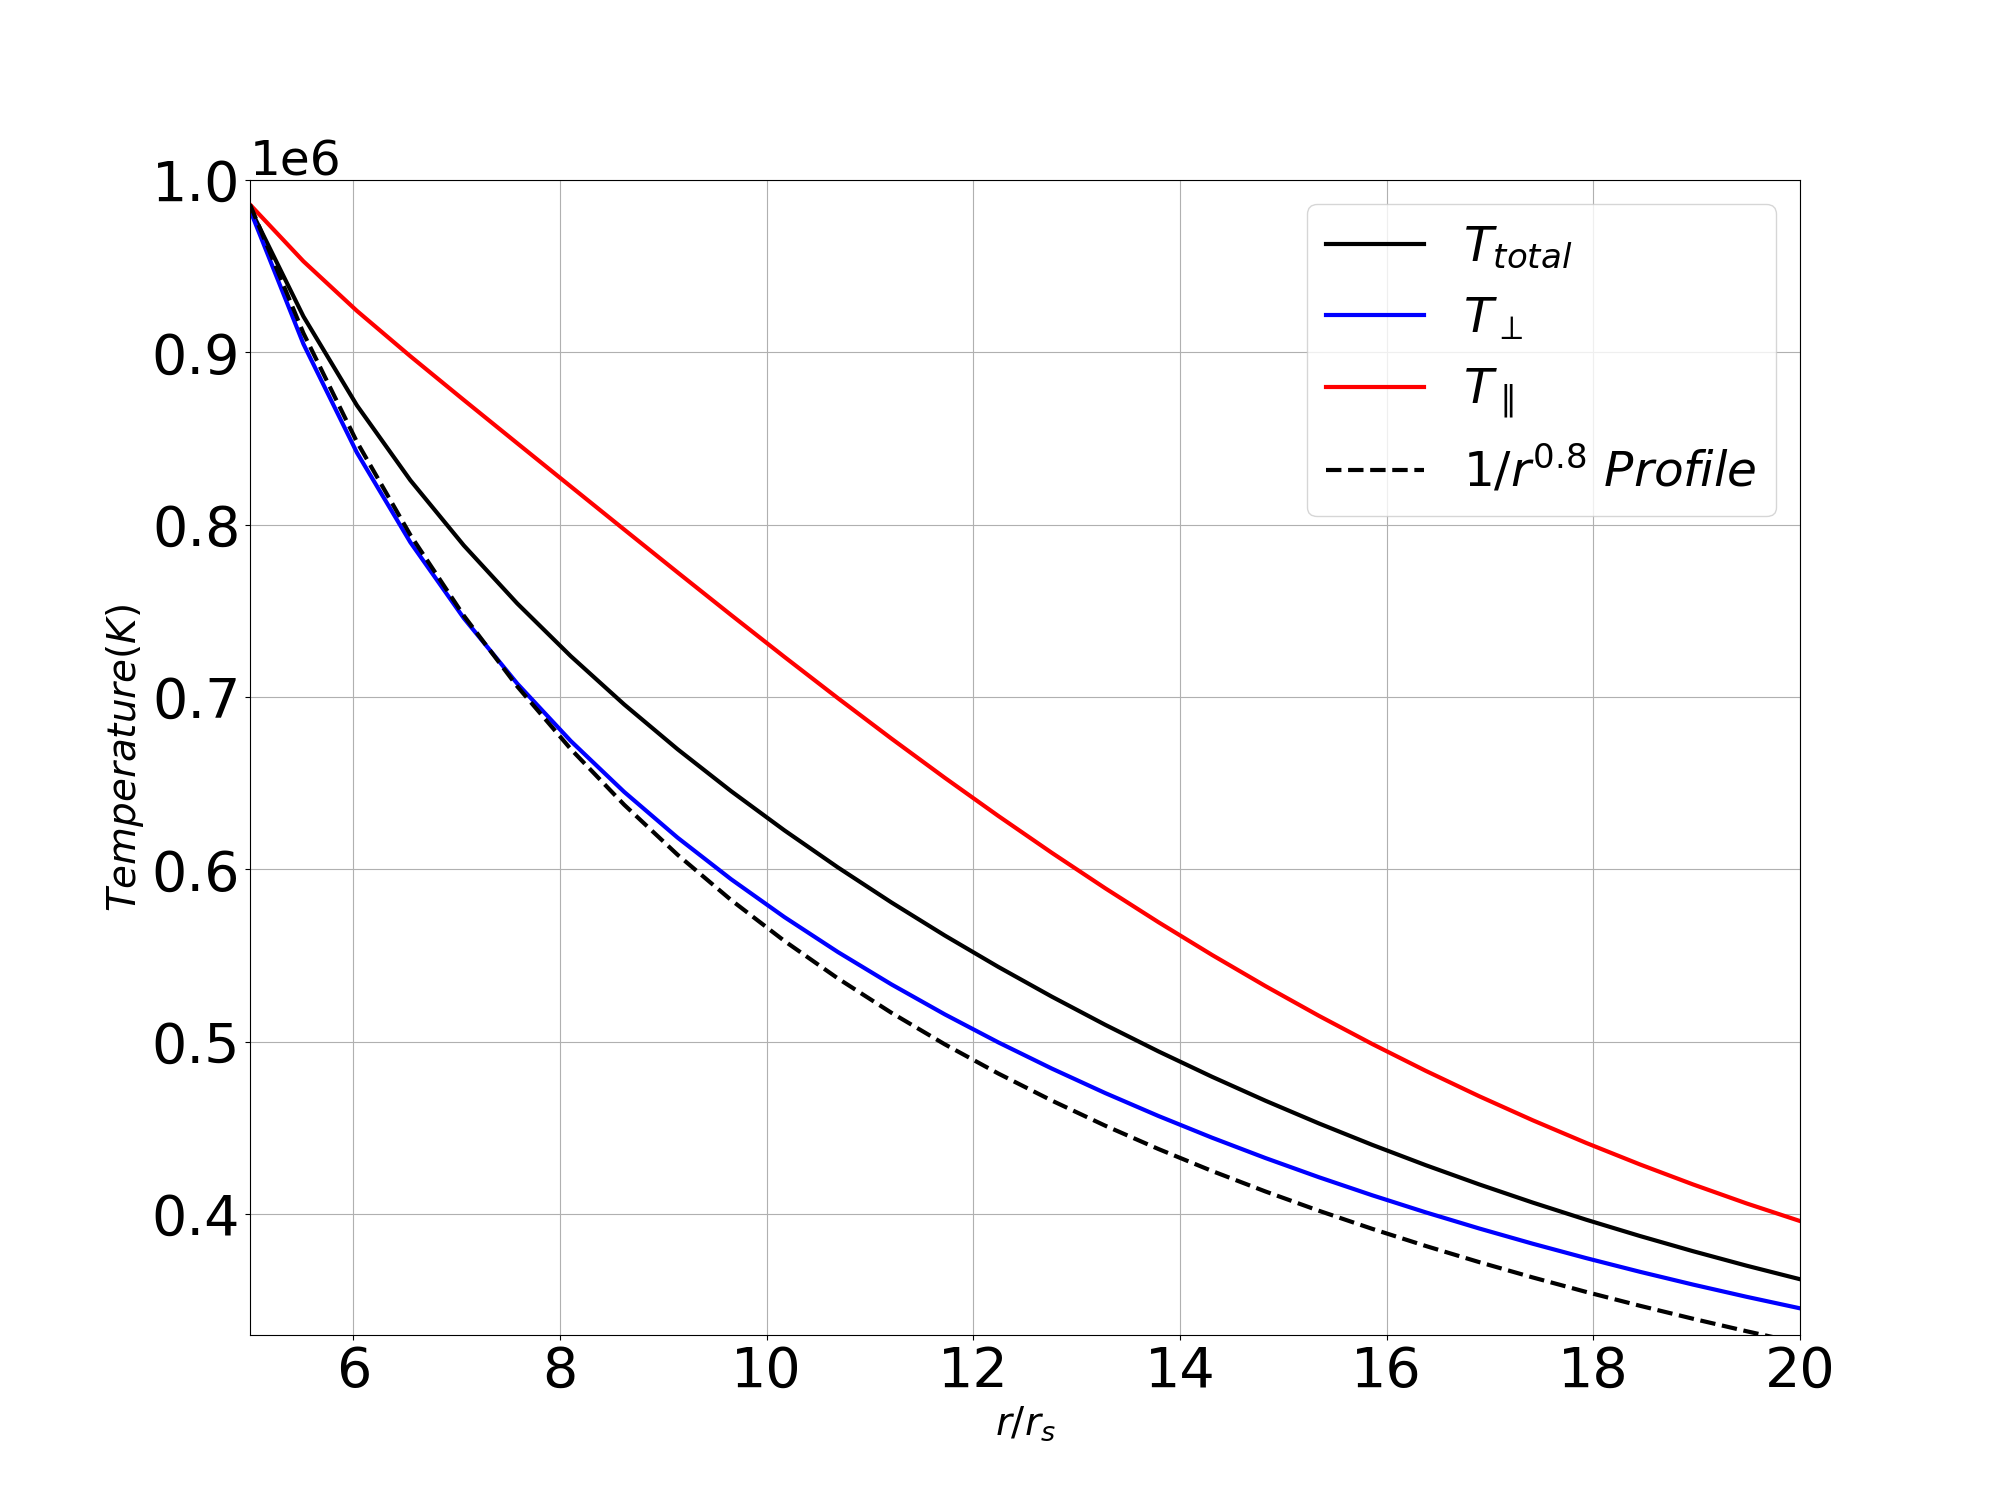 1e6
1.0
0.9
0.8
0.7
0.6
0.5
0.4
Temperature(K)
6 8 10 12 14 16 18 20
r/rₛ
T_total
T_⊥
T_∥
1/r^0.8 Profile